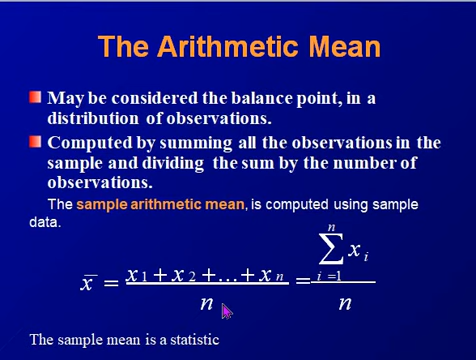 The Arithmetic Mean
May be considered the balance point, in a
distribution of observations.
Computed by summing all the observations in the
sample and dividing the sum by the number of
observations.
The sample arithmetic mean, is computed using sample
data.
x̄ = (x₁ + x₂ + ... + xₙ) / n = (∑ⁿᵢ₌₁ xᵢ) / n
The sample mean is a statistic